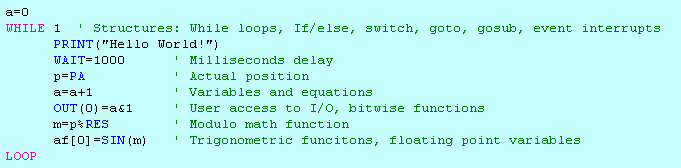 a=0
WHILE 1 ' Structures: While loops, If/else, switch, goto, gosub, event interrupts
PRINT("Hello World!")
WAIT=1000 ' Milliseconds delay
p=PA ' Actual position
a=a+1 ' Variables and equations
OUT(0)=a&1 ' User access to I/O, bitwise functions
m=p%RES ' Modulo math function
af[0]=SIN(m) ' Trigonometric funcitons, floating point variables
LOOP